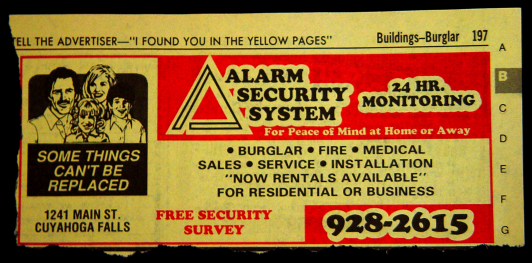 TELL THE ADVERTISER—"I FOUND YOU IN THE YELLOW PAGES"
Buildings–Burglar 197
ALARM
SECURITY
SYSTEM
24 HR.
MONITORING
For Peace of Mind at Home or Away
SOME THINGS
CAN'T BE
REPLACED
• BURGLAR • FIRE • MEDICAL
SALES • SERVICE • INSTALLATION
"NOW RENTALS AVAILABLE"
FOR RESIDENTIAL OR BUSINESS
1241 MAIN ST.
CUYAHOGA FALLS
FREE SECURITY
SURVEY
928-2615
A
B
C
D
E
F
G